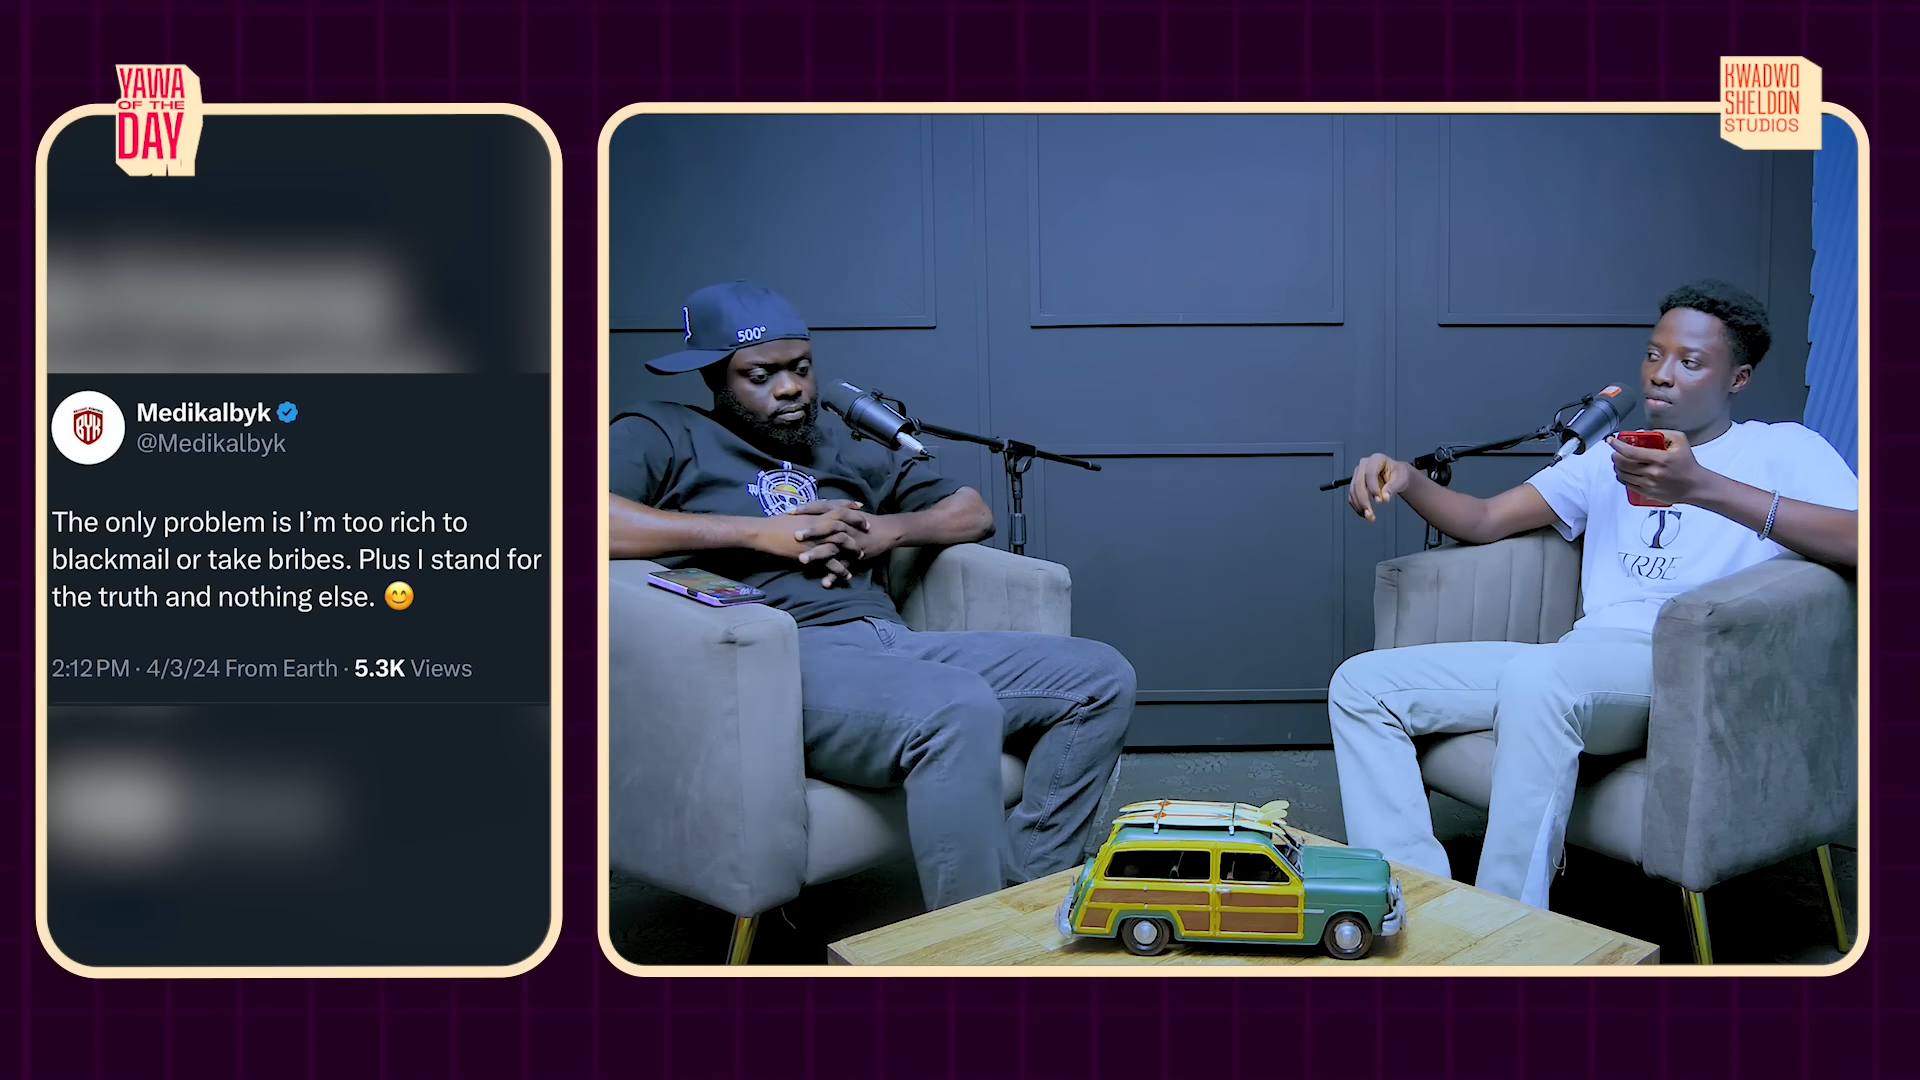 YAWA
OF THE
DAY
KWADWO
SHELDON
STUDIOS
Medikalbyk
@Medikalbyk
The only problem is I'm too rich to
blackmail or take bribes. Plus I stand for
the truth and nothing else. 😊
2:12 PM · 4/3/24 From Earth · 5.3K Views
BYK
500°
T
TRBE